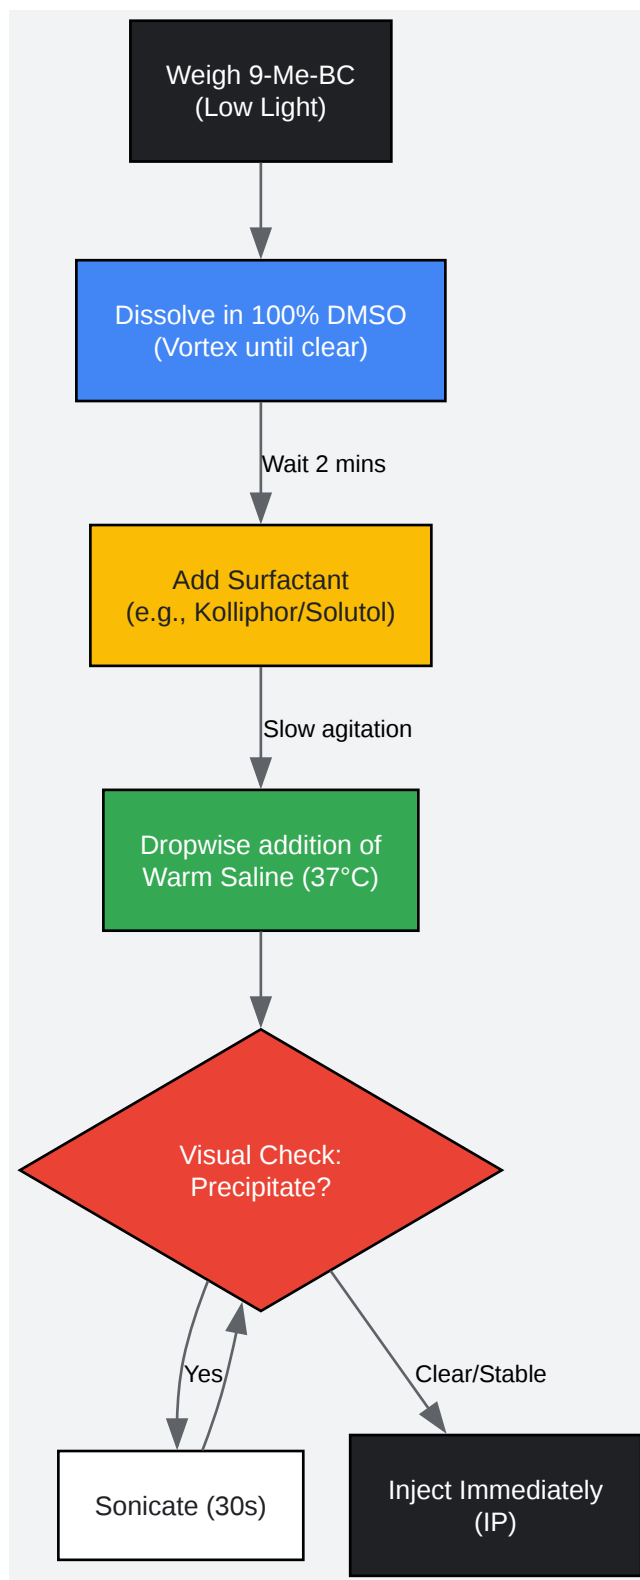 Weigh 9-Me-BC
(Low Light)
Dissolve in 100% DMSO
(Vortex until clear)
Wait 2 mins
Add Surfactant
(e.g., Kolliphor/Solutol)
Slow agitation
Dropwise addition of
Warm Saline (37°C)
Visual Check:
Precipitate?
Yes
Clear/Stable
Sonicate (30s)
Inject Immediately
(IP)